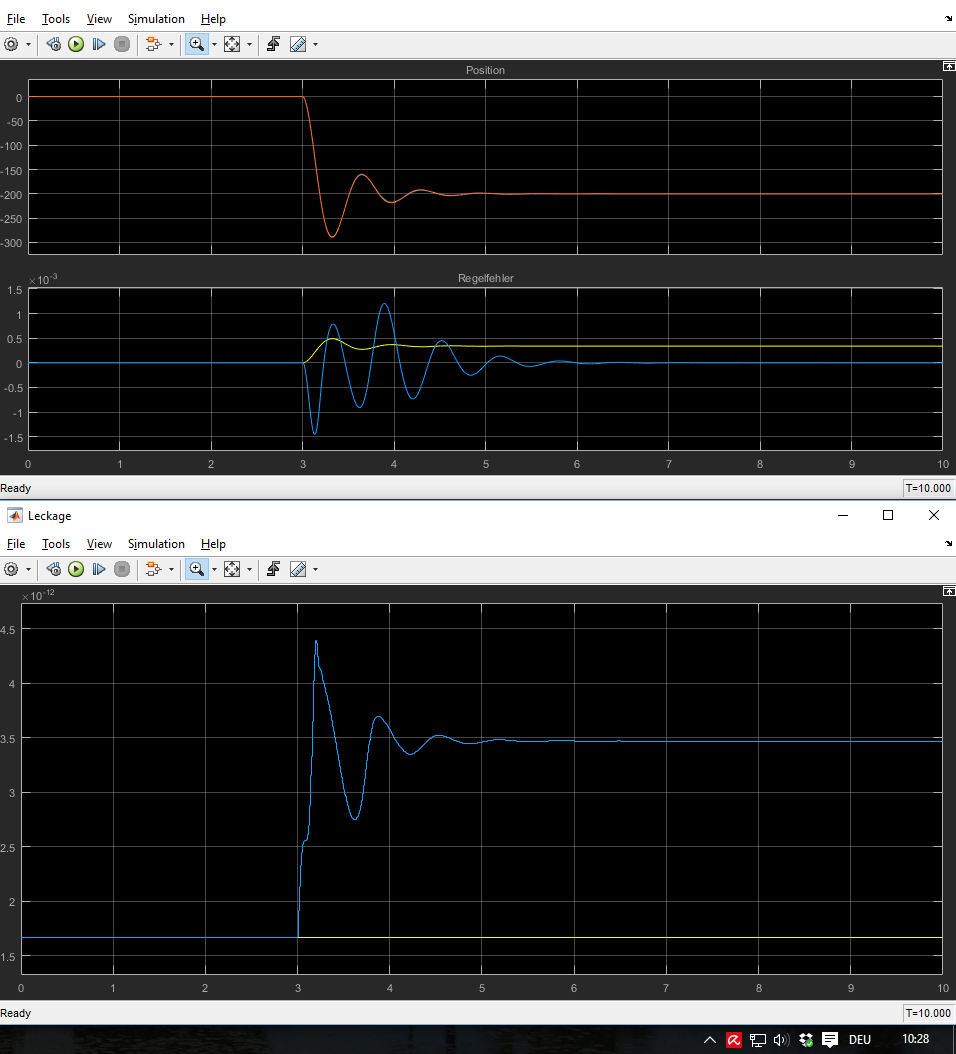 File Tools View Simulation Help
Position
0
-50
-100
-150
-200
-250
-300
Regelfehler
×10-3
1.5
1
0.5
0
-0.5
-1
-1.5
0 1 2 3 4 5 6 7 8 9 10
Ready T=10.000
Leckage
File Tools View Simulation Help
×10-12
4.5
4
3.5
3
2.5
2
1.5
0 1 2 3 4 5 6 7 8 9 10
Ready T=10.000
DEU 10:28